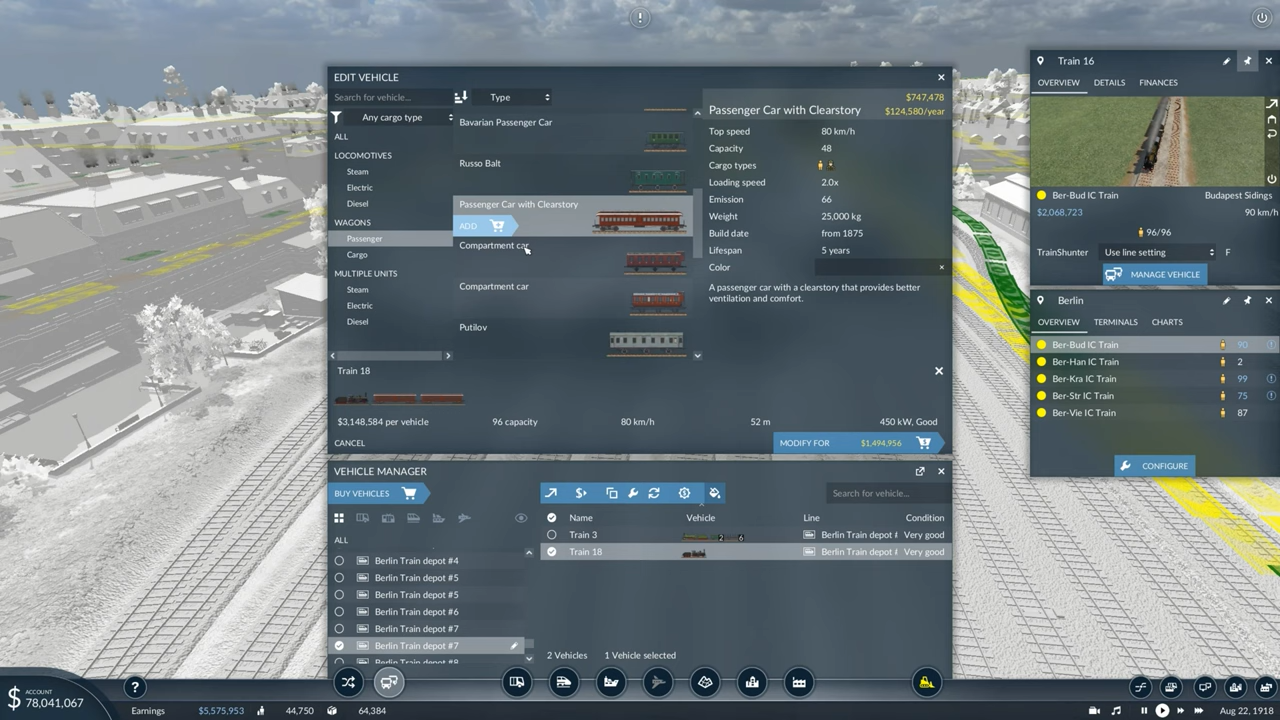 EDIT VEHICLE
Search for vehicle...
Type
Any cargo type
ALL
LOCOMOTIVES
Steam
Electric
Diesel
WAGONS
Passenger
Cargo
MULTIPLE UNITS
Steam
Electric
Diesel
Bavarian Passenger Car
Russo Balt
Passenger Car with Clearstory
ADD
Compartment car
Compartment car
Putilov
$747,478
Passenger Car with Clearstory
$124,580/year
Top speed 80 km/h
Capacity 48
Cargo types
Loading speed 2.0x
Emission 66
Weight 25,000 kg
Build date from 1875
Lifespan 5 years
Color
A passenger car with a clearstory that provides better
ventilation and comfort.
Train 18
$3,148,584 per vehicle 96 capacity 80 km/h 52 m 450 kW, Good
CANCEL
MODIFY FOR $1,494,956
VEHICLE MANAGER
BUY VEHICLES
Search for vehicle...
ALL
Berlin Train depot #4
Berlin Train depot #5
Berlin Train depot #5
Berlin Train depot #6
Berlin Train depot #7
Berlin Train depot #7
Berlin Train depot #8
Name Vehicle Line Condition
Train 3 2 6 Berlin Train depot # Very good
Train 18 Berlin Train depot # Very good
2 Vehicles 1 Vehicle selected
Train 16
OVERVIEW DETAILS FINANCES
Ber-Bud IC Train Budapest Sidings
$2,068,723 90 km/h
96/96
TrainShunter Use line setting F
MANAGE VEHICLE
Berlin
OVERVIEW TERMINALS CHARTS
Ber-Bud IC Train 90
Ber-Han IC Train 2
Ber-Kra IC Train 99
Ber-Str IC Train 75
Ber-Vie IC Train 87
CONFIGURE
$ ACCOUNT
78,041,067
?
Earnings $5,575,953 44,750 64,384
Aug 22, 1918